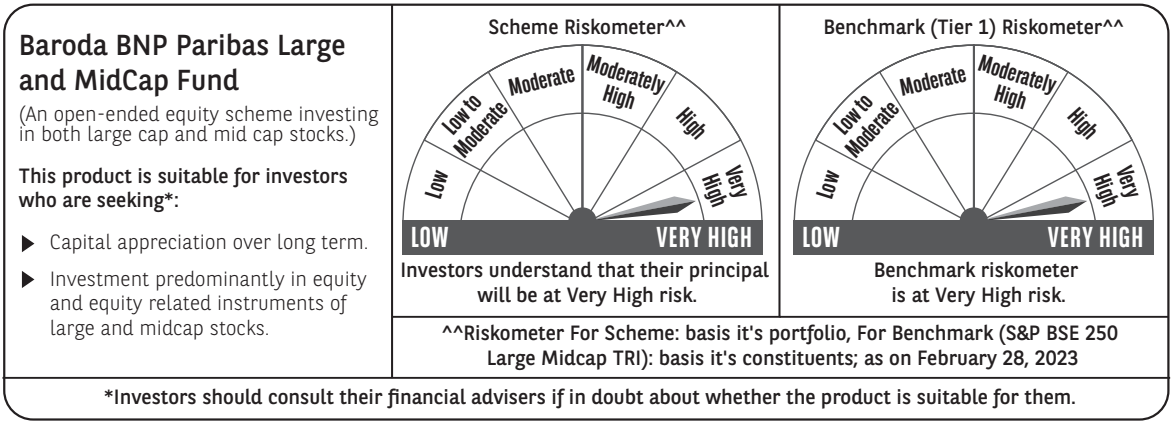 Baroda BNP Paribas Large
and MidCap Fund
(An open-ended equity scheme investing
in both large cap and mid cap stocks.)
This product is suitable for investors
who are seeking*:
▶ Capital appreciation over long term.
▶ Investment predominantly in equity
and equity related instruments of
large and midcap stocks.
Scheme Riskometer^^
Low
Low to
Moderate
Moderate
Moderately
High
High
Very
High
LOW VERY HIGH
Investors understand that their principal
will be at Very High risk.
Benchmark (Tier 1) Riskometer^^
Low
Low to
Moderate
Moderate
Moderately
High
High
Very
High
LOW VERY HIGH
Benchmark riskometer
is at Very High risk.
^^Riskometer For Scheme: basis it's portfolio, For Benchmark (S&P BSE 250
Large Midcap TRI): basis it's constituents; as on February 28, 2023
*Investors should consult their financial advisers if in doubt about whether the product is suitable for them.